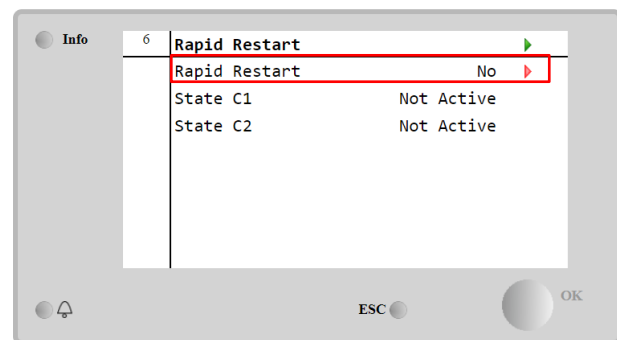 Info
6 Rapid Restart
Rapid Restart No
State C1 Not Active
State C2 Not Active
ESC
OK